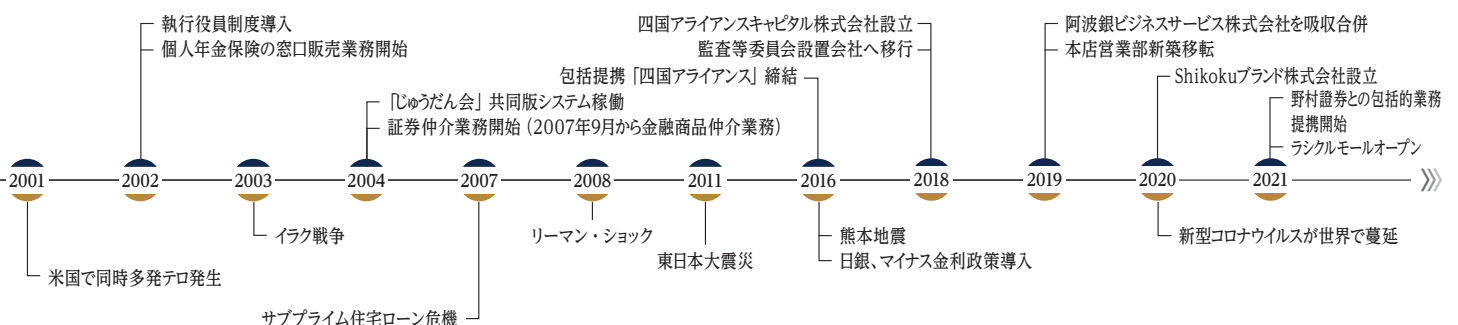 執行役員制度導入
個人年金保険の窓口販売業務開始
「じゅうだん会」共同版システム稼働
証券仲介業務開始（2007年9月から金融商品仲介業務）
包括提携「四国アライアンス」締結
四国アライアンスキャピタル株式会社設立
監査等委員会設置会社へ移行
阿波銀ビジネスサービス株式会社を吸収合併
本店営業部新築移転
Shikokuブランド株式会社設立
野村證券との包括的業務
提携開始
ラシクルモールオープン
2001 2002 2003 2004 2007 2008 2011 2016 2018 2019 2020 2021
米国で同時多発テロ発生
イラク戦争
サブプライム住宅ローン危機
リーマン・ショック
東日本大震災
熊本地震
日銀、マイナス金利政策導入
新型コロナウイルスが世界で蔓延